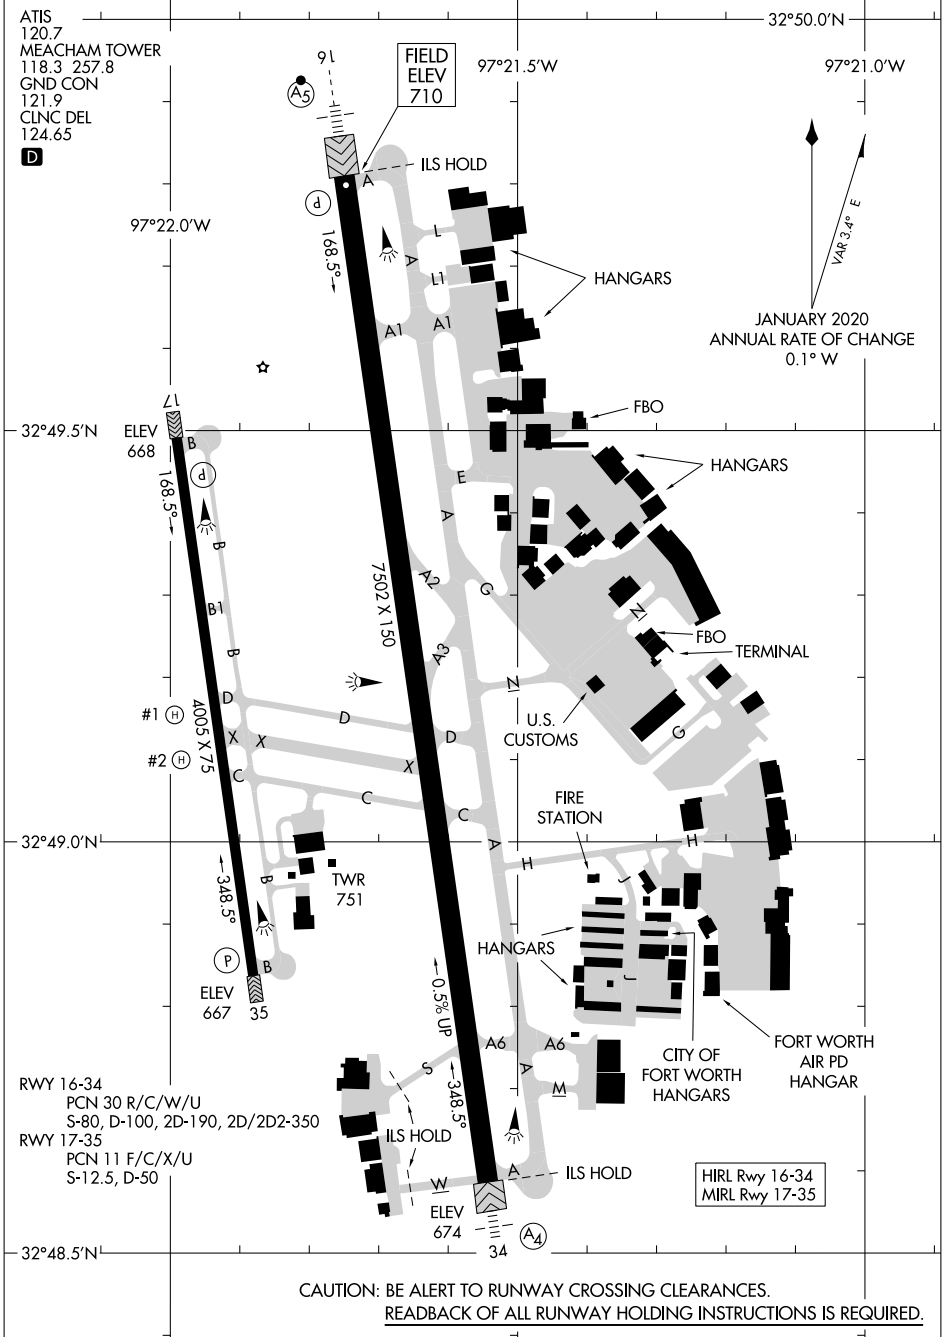 ATIS
120.7
MEACHAM TOWER
118.3 257.8
GND CON
121.9
CLNC DEL
124.65
D
32°50.0'N
97°21.5'W
97°21.0'W
97°22.0'W
16
A5
FIELD
ELEV
710
ILS HOLD
A
P
168.5°
L
A
L1
A1
A1
HANGARS
VAR 3.4° E
JANUARY 2020
ANNUAL RATE OF CHANGE
0.1° W
17
32°49.5'N
ELEV
668
B
P
168.5°
FBO
HANGARS
E
A
B
B1
B
7502 X 150
A2
G
A3
N
FBO
TERMINAL
N
U.S.
CUSTOMS
G
D
D
D
#1 H
4005 X 75
X
X
X
#2 H
C
C
C
FIRE
STATION
32°49.0'N
A
H
H
TWR
751
B
J
348.5°
HANGARS
J
P
B
ELEV
667
35
0.5% UP
A6
A6
A
S
348.5°
M
CITY OF
FORT WORTH
HANGARS
FORT WORTH
AIR PD
HANGAR
RWY 16-34
PCN 30 R/C/W/U
S-80, D-100, 2D-190, 2D/2D2-350
RWY 17-35
PCN 11 F/C/X/U
S-12.5, D-50
ILS HOLD
W
A
ILS HOLD
ELEV
674
34
A4
HIRL Rwy 16-34
MIRL Rwy 17-35
32°48.5'N
CAUTION: BE ALERT TO RUNWAY CROSSING CLEARANCES.
READBACK OF ALL RUNWAY HOLDING INSTRUCTIONS IS REQUIRED.